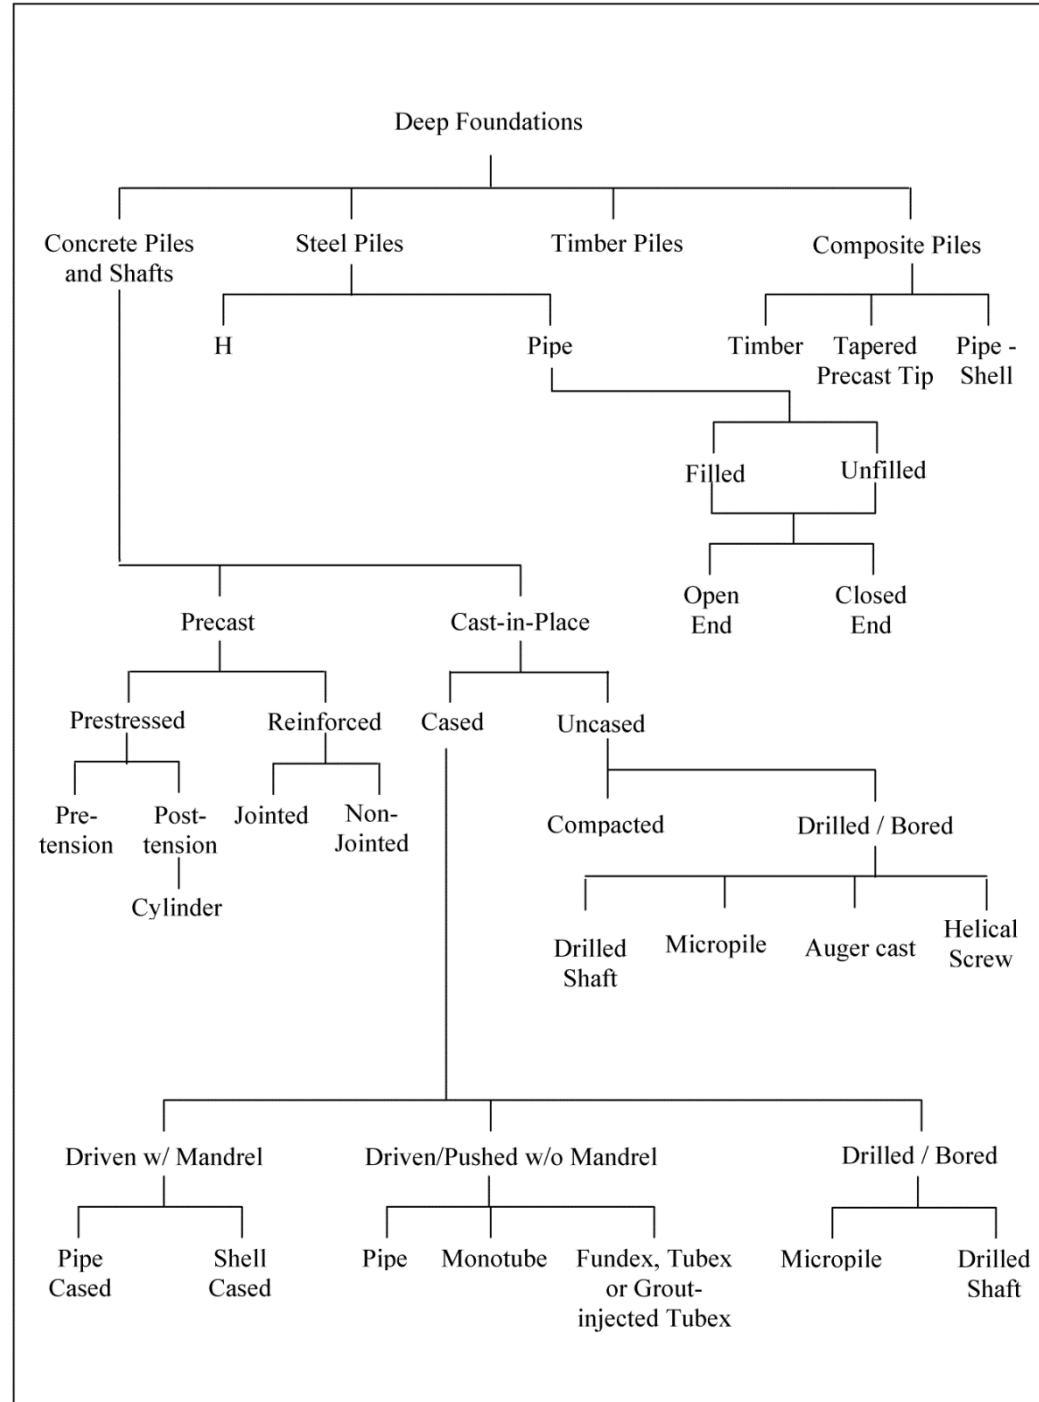 Deep Foundations
Concrete Piles
and Shafts
Steel Piles
Timber Piles
Composite Piles
H
Pipe
Timber
Tapered
Precast Tip
Pipe -
Shell
Filled
Unfilled
Open
End
Closed
End
Precast
Cast-in-Place
Prestressed
Reinforced
Cased
Uncased
Pre-
tension
Post-
tension
Jointed
Non-
Jointed
Compacted
Drilled / Bored
Cylinder
Drilled
Shaft
Micropile
Auger cast
Helical
Screw
Driven w/ Mandrel
Driven/Pushed w/o Mandrel
Drilled / Bored
Pipe
Cased
Shell
Cased
Pipe
Monotube
Fundex, Tubex
or Grout-
injected Tubex
Micropile
Drilled
Shaft